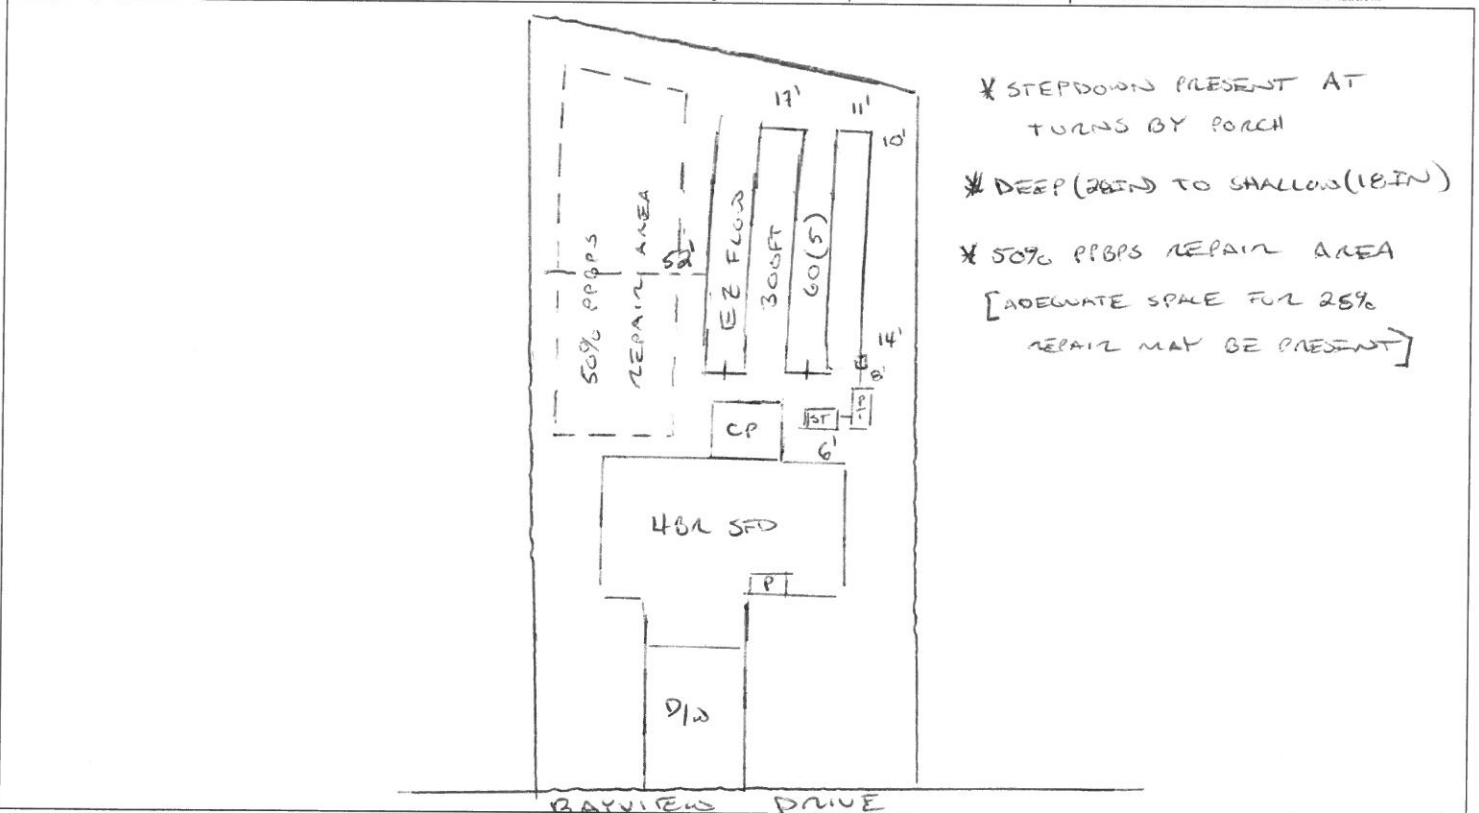 17'
11'
10'
* STEPDOWN PRESENT AT
TURNS BY PORCH
* DEEP (28IN) TO SHALLOW (18IN)
* 50% PPBPS REPAIR AREA
[ADEQUATE SPACE FOR 25%
REPAIR MAY BE PRESENT]
50% PPBPS
REPAIR AREA
52'
EZ FLOW
300FT
60(5)
14'
8'
CP
ST
P
6'
4BR SFD
P
D/W
BAYVIEW DRIVE